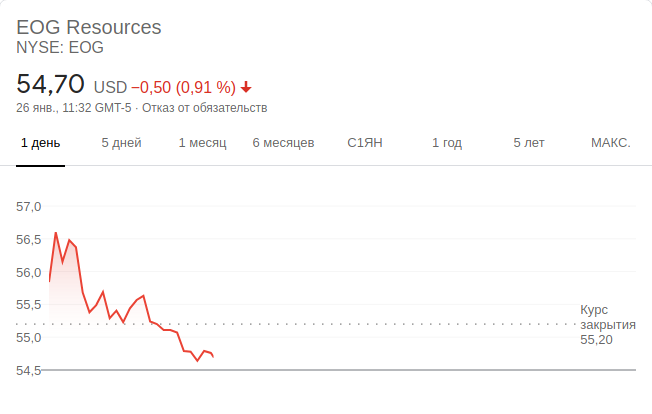 EOG Resources
NYSE: EOG
54,70 USD −0,50 (0,91 %)
26 янв., 11:32 GMT-5 · Отказ от обязательств
1 день 5 дней 1 месяц 6 месяцев С1ЯН 1 год 5 лет МАКС.
57,0
56,5
56,0
55,5
55,0
54,5
Курс
закрытия
55,20